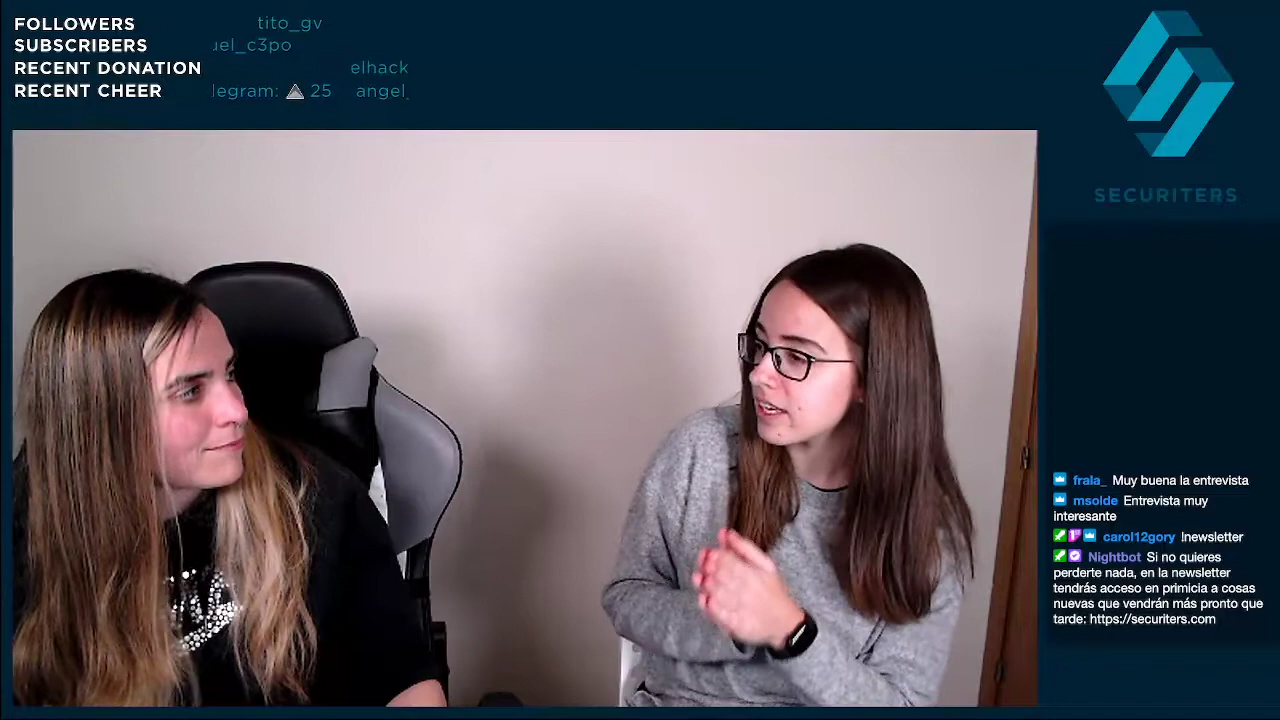 FOLLOWERS tito_gv
SUBSCRIBERS uel_c3po
RECENT DONATION elhack
RECENT CHEER legram: 25 angel_
SECURITERS
frala_ Muy buena la entrevista
msolde Entrevista muy
interesante
carol12gory !newsletter
Nightbot Si no quieres
perderte nada, en la newsletter
tendrás acceso en primicia a cosas
nuevas que vendrán más pronto que
tarde: https://securiters.com